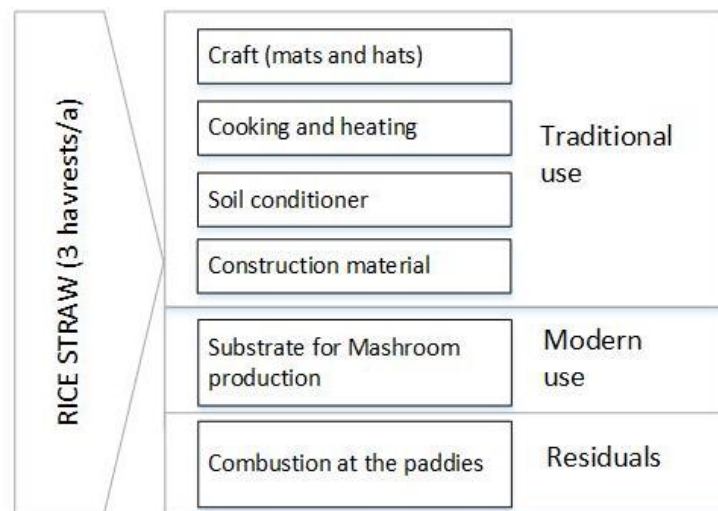 RICE STRAW (3 havrests/a)
Craft (mats and hats)
Cooking and heating
Soil conditioner
Construction material
Traditional
use
Substrate for Mashroom
production
Modern
use
Combustion at the paddies
Residuals